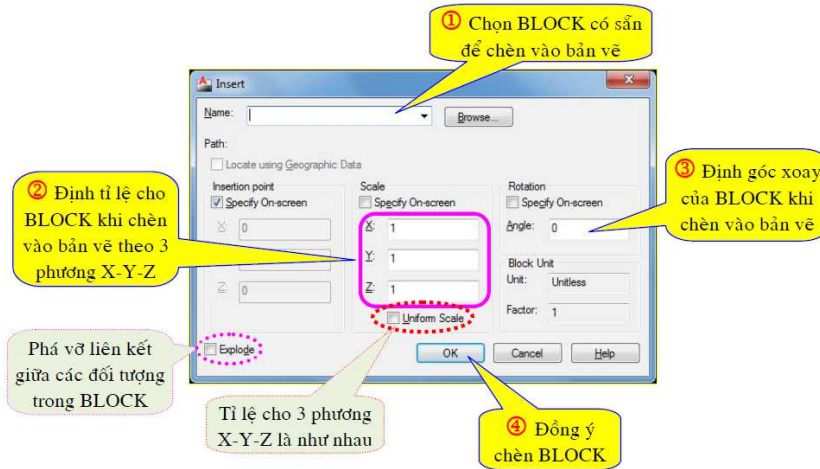 ① Chọn BLOCK có sẵn
để chèn vào bản vẽ
Insert
Name:
Browse...
Path:
Locate using Geographic Data
② Định tỉ lệ cho
BLOCK khi chèn
vào bản vẽ theo 3
phương X-Y-Z
Insertion point
Specify On-screen
X: 0
Z: 0
Scale
Specify On-screen
X: 1
Y: 1
Z: 1
Uniform Scale
Rotation
Specify On-screen
Angle: 0
Block Unit
Unit: Unitless
Factor: 1
③ Định góc xoay
của BLOCK khi
chèn vào bản vẽ
Explode
OK
Cancel
Help
Phá vỡ liên kết
giữa các đối tượng
trong BLOCK
Tỉ lệ cho 3 phương
X-Y-Z là như nhau
④ Đồng ý
chèn BLOCK